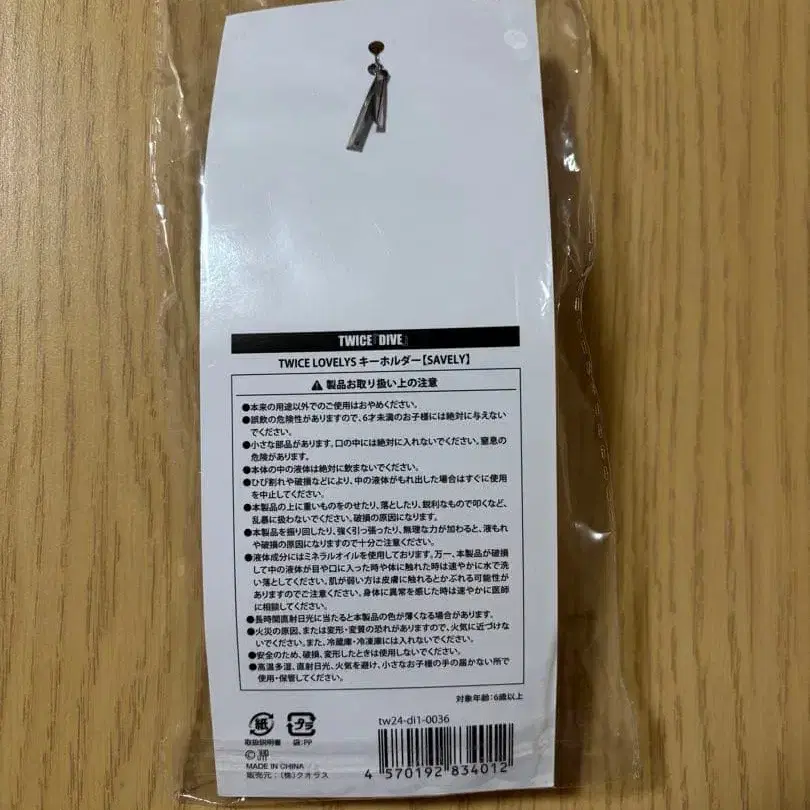 TWICE『DIVE』
TWICE LOVELYS キーホルダー【SAVELY】
製品お取り扱い上の注意
●本来の用途以外でのご使用はおやめください。
●誤飲の危険性がありますので、6才未満のお子様には絶対に与えない
でください。
●小さな部品があります。口の中には絶対に入れないでください。窒息の
危険があります。
●本体の中の液体は絶対に飲まないでください。
●ひび割れや破損などにより、中の液体がもれ出した場合はすぐに使用
を中止してください。
●本製品の上に重いものをのせたり、落としたり、鋭利なもので叩くなど、
乱暴に扱わないでください。破損の原因になります。
●本製品を振り回したり、強く引っ張ったり、無理な力が加わると、液もれ
や破損の原因になりますので十分ご注意ください。
●液体成分にはミネラルオイルを使用しております。万一、本製品が破損
して中の液体が目や口に入った時や体に触れた時は速やかに水で洗
い落としてください。肌が弱い方は皮膚に触れるとかぶれる可能性が
ありますのでご注意ください。身体に異常を感じた時は速やかに医師
に相談してください。
●長時間直射日光に当たると本製品の色が薄くなる場合があります。
●火災の原因、または変形・変質の恐れがありますので、火気に近づけな
いでください。また、冷蔵庫・冷凍庫には入れないでください。
●安全のため、破損、変形したときは使用しないでください。
●高温多湿、直射日光、火気を避け、小さなお子様の手の届かない所で
使用・保管してください。
対象年齢:6歳以上
紙 プラ
取扱説明書 袋:PP
tw24-di1-0036
©
MADE IN CHINA
販売元:(株)クオラス
4 570192 834012